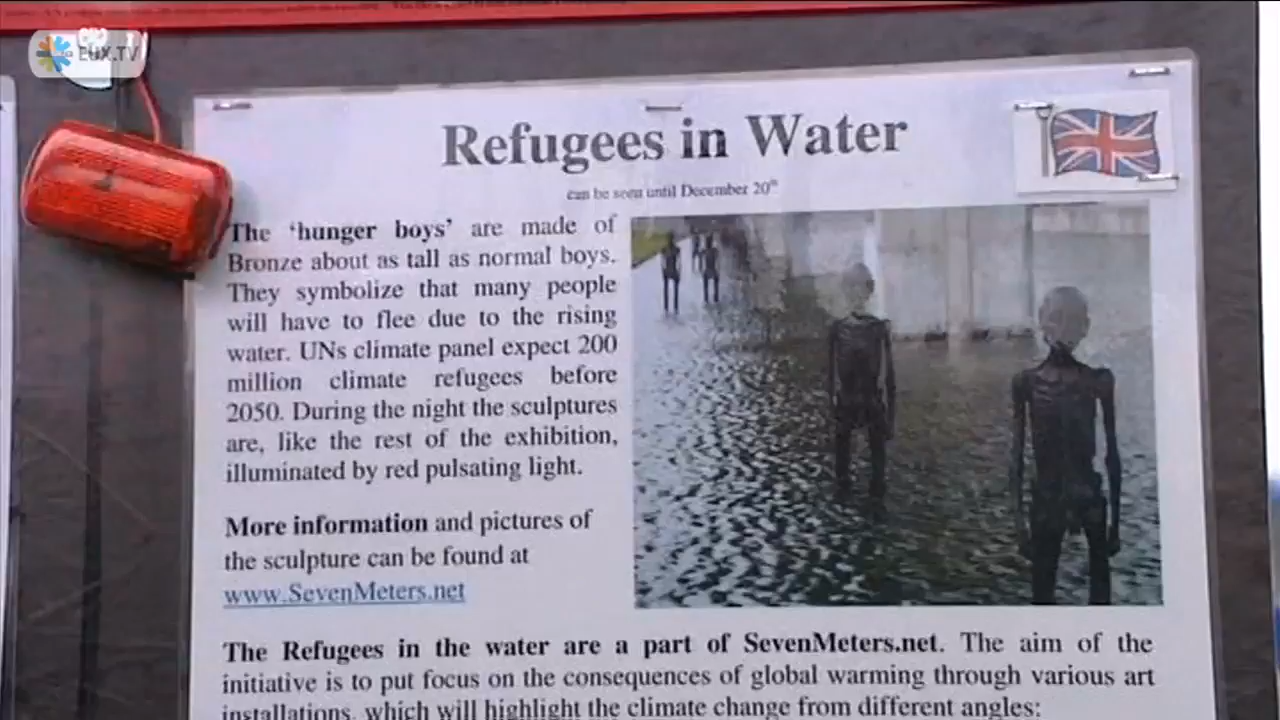 EUX.TV
Refugees in Water
can be seen until December 20th
The 'hunger boys' are made of
Bronze about as tall as normal boys.
They symbolize that many people
will have to flee due to the rising
water. UNs climate panel expect 200
million climate refugees before
2050. During the night the sculptures
are, like the rest of the exhibition,
illuminated by red pulsating light.
More information and pictures of
the sculpture can be found at
www.SevenMeters.net
The Refugees in the water are a part of SevenMeters.net. The aim of the
initiative is to put focus on the consequences of global warming through various art
installations, which will highlight the climate change from different angles: